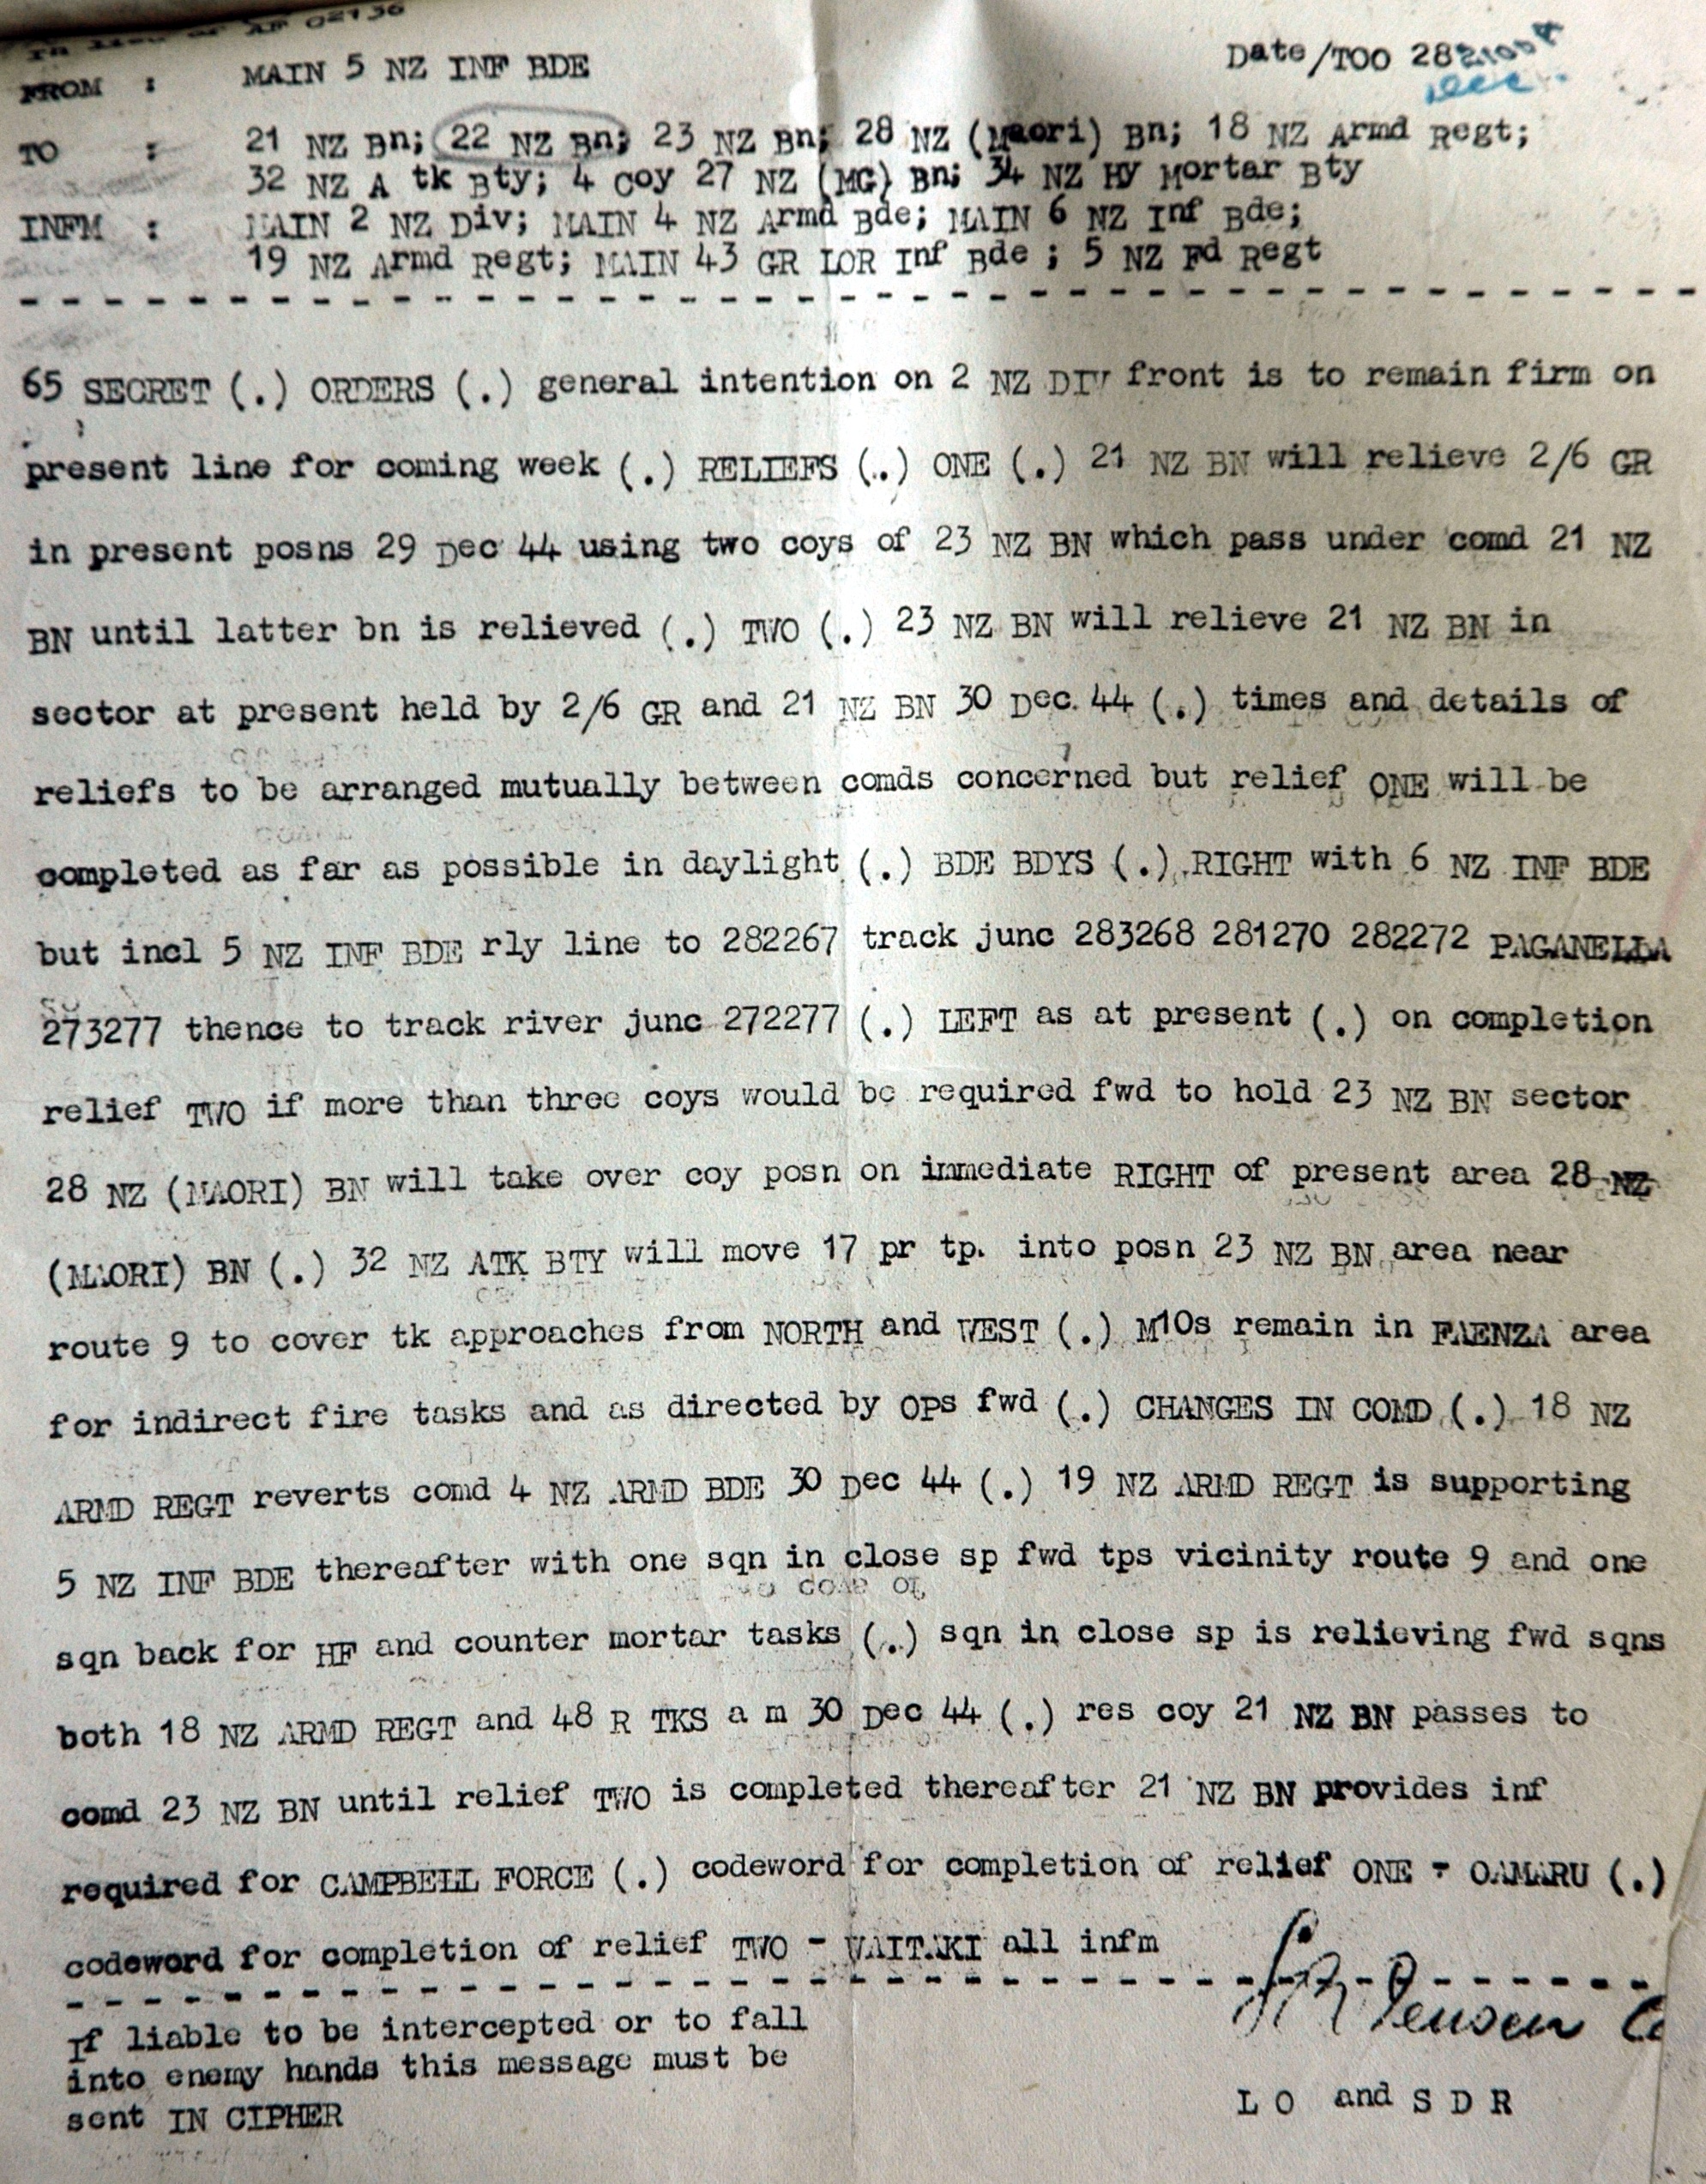 in lieu of AF 02136
FROM : MAIN 5 NZ INF BDE Date/TOO 282100A
Dec.
TO : 21 NZ Bn; 22 NZ Bn; 23 NZ Bn; 28 NZ (Maori) Bn; 18 NZ Armd Regt;
32 NZ A tk Bty; 4 Coy 27 NZ (MG) Bn; 34 NZ Hy Mortar Bty
INFM : MAIN 2 NZ Div; MAIN 4 NZ Armd Bde; MAIN 6 NZ Inf Bde;
19 NZ Armd Regt; MAIN 43 GR LOR Inf Bde ; 5 NZ Fd Regt
65 SECRET (.) ORDERS (.) general intention on 2 NZ DIV front is to remain firm on
present line for coming week (.) RELIEFS (.) ONE (.) 21 NZ BN will relieve 2/6 GR
in present posns 29 Dec 44 using two coys of 23 NZ BN which pass under comd 21 NZ
BN until latter bn is relieved (.) TWO (.) 23 NZ BN will relieve 21 NZ BN in
sector at present held by 2/6 GR and 21 NZ BN 30 Dec. 44 (.) times and details of
reliefs to be arranged mutually between comds concerned but relief ONE will be
completed as far as possible in daylight (.) BDE BDYS (.) RIGHT with 6 NZ INF BDE
but incl 5 NZ INF BDE rly line to 282267 track junc 283268 281270 282272 PAGANELLA
273277 thence to track river junc 272277 (.) LEFT as at present (.) on completion
relief TWO if more than three coys would be required fwd to hold 23 NZ BN sector
28 NZ (MAORI) BN will take over coy posn on immediate RIGHT of present area 28 NZ
(MAORI) BN (.) 32 NZ ATK BTY will move 17 pr tp. into posn 23 NZ BN area near
route 9 to cover tk approaches from NORTH and WEST (.) M10s remain in FAENZA area
for indirect fire tasks and as directed by OPs fwd (.) CHANGES IN COMD (.) 18 NZ
ARMD REGT reverts comd 4 NZ ARMD BDE 30 Dec 44 (.) 19 NZ ARMD REGT is supporting
5 NZ INF BDE thereafter with one sqn in close sp fwd tps vicinity route 9 and one
sqn back for HF and counter mortar tasks (.) sqn in close sp is relieving fwd sqns
both 18 NZ ARMD REGT and 48 R TKS a m 30 Dec 44 (.) res coy 21 NZ BN passes to
comd 23 NZ BN until relief TWO is completed thereafter 21 NZ BN provides inf
required for CAMPBELL FORCE (.) codeword for completion of relief ONE - OAMARU (.)
codeword for completion of relief TWO - WAITAKI all infm
If liable to be intercepted or to fall
into enemy hands this message must be
sent IN CIPHER
L O and S D R